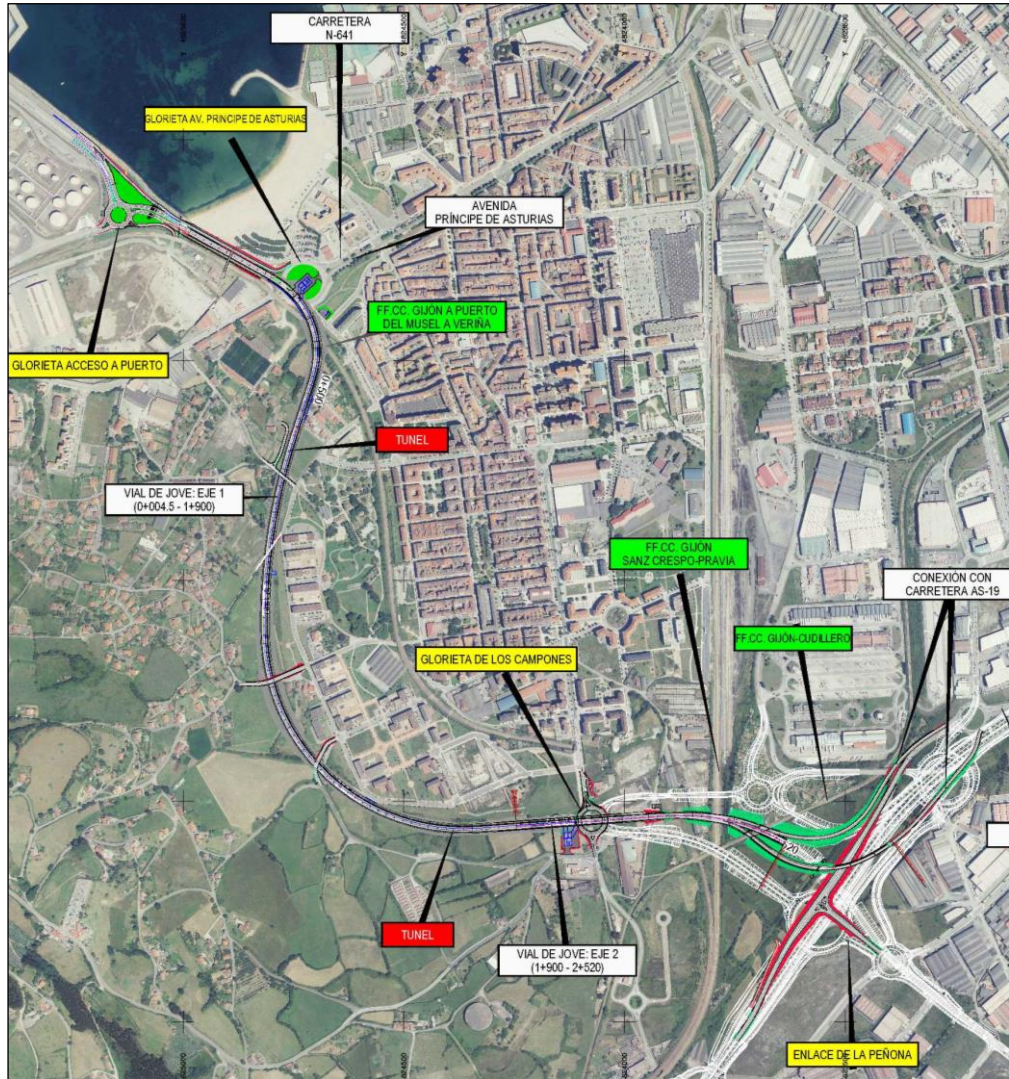 CARRETERA
N-641
GLORIETA AV. PRINCIPE DE ASTURIAS
AVENIDA
PRÍNCIPE DE ASTURIAS
FF.CC. GIJÓN A PUERTO
DEL MUSEL A VERIÑA
GLORIETA ACCESO A PUERTO
0+500
TUNEL
VIAL DE JOVE: EJE 1
(0+004.5 - 1+900)
FF.CC. GIJÓN
SANZ CRESPO-PRAVIA
CONEXIÓN CON
CARRETERA AS-19
FF.CC. GIJÓN-CUDILLERO
GLORIETA DE LOS CAMPONES
TUNEL
VIAL DE JOVE: EJE 2
(1+900 - 2+520)
ENLACE DE LA PEÑONA